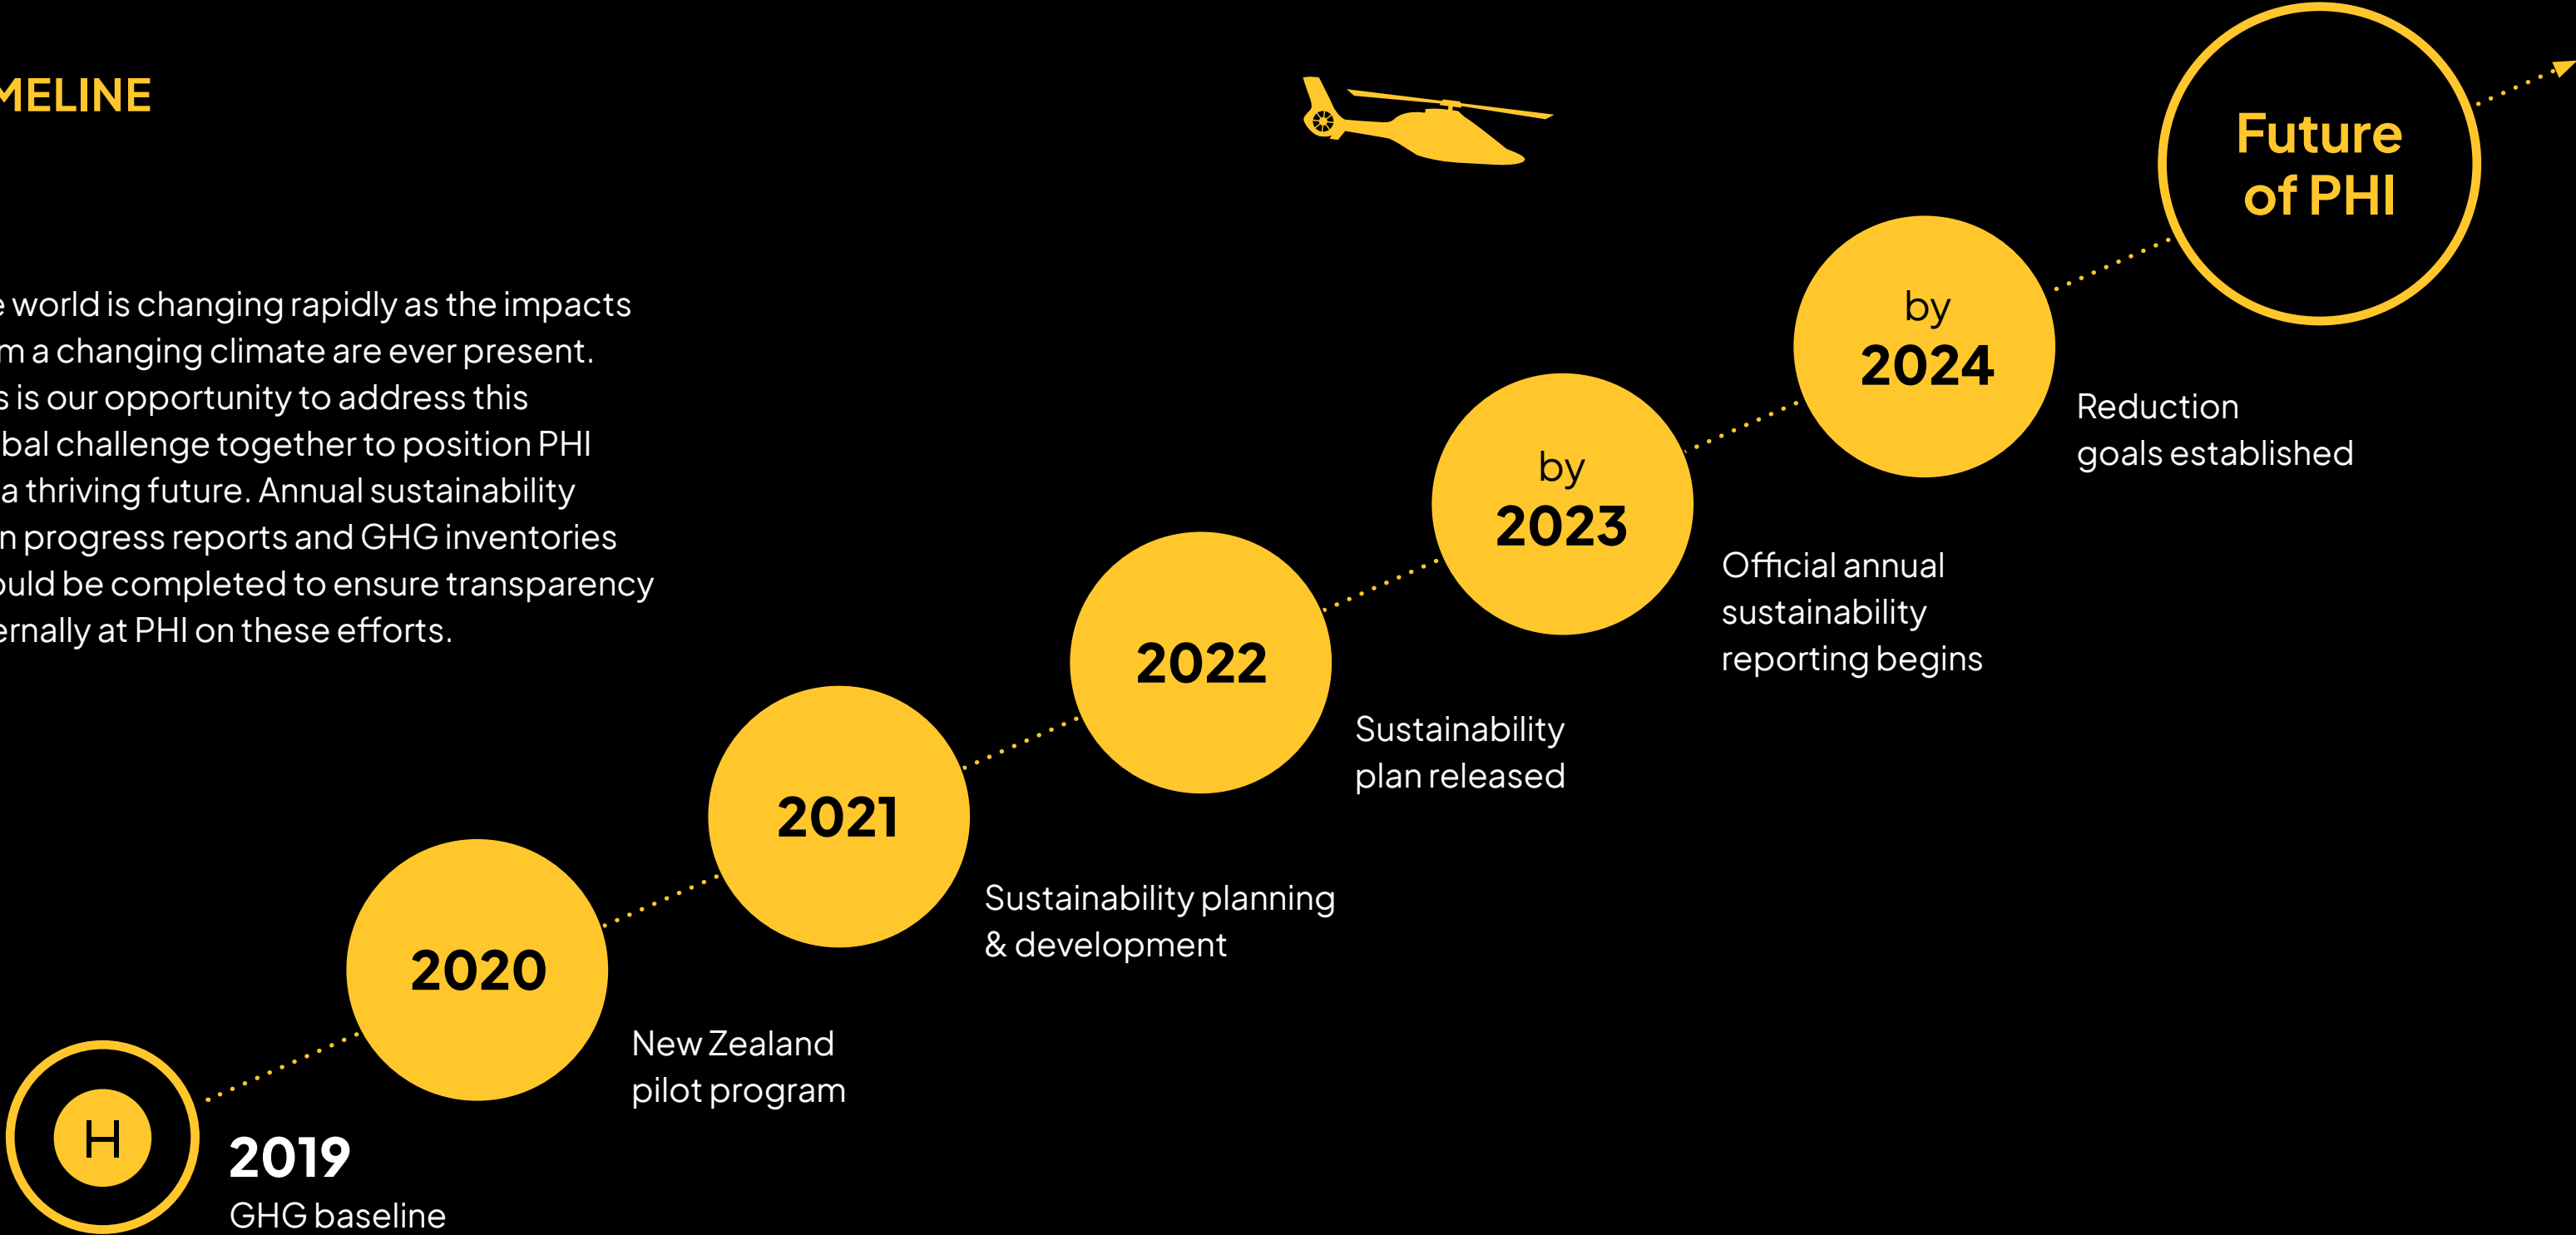 MELINE
e world is changing rapidly as the impacts
m a changing climate are ever present.
s is our opportunity to address this
bal challenge together to position PHI
a thriving future. Annual sustainability
n progress reports and GHG inventories
ould be completed to ensure transparency
ernally at PHI on these efforts.
H
2019
GHG baseline
2020
New Zealand
pilot program
2021
Sustainability planning
& development
2022
Sustainability
plan released
by
2023
Official annual
sustainability
reporting begins
by
2024
Reduction
goals established
Future
of PHI